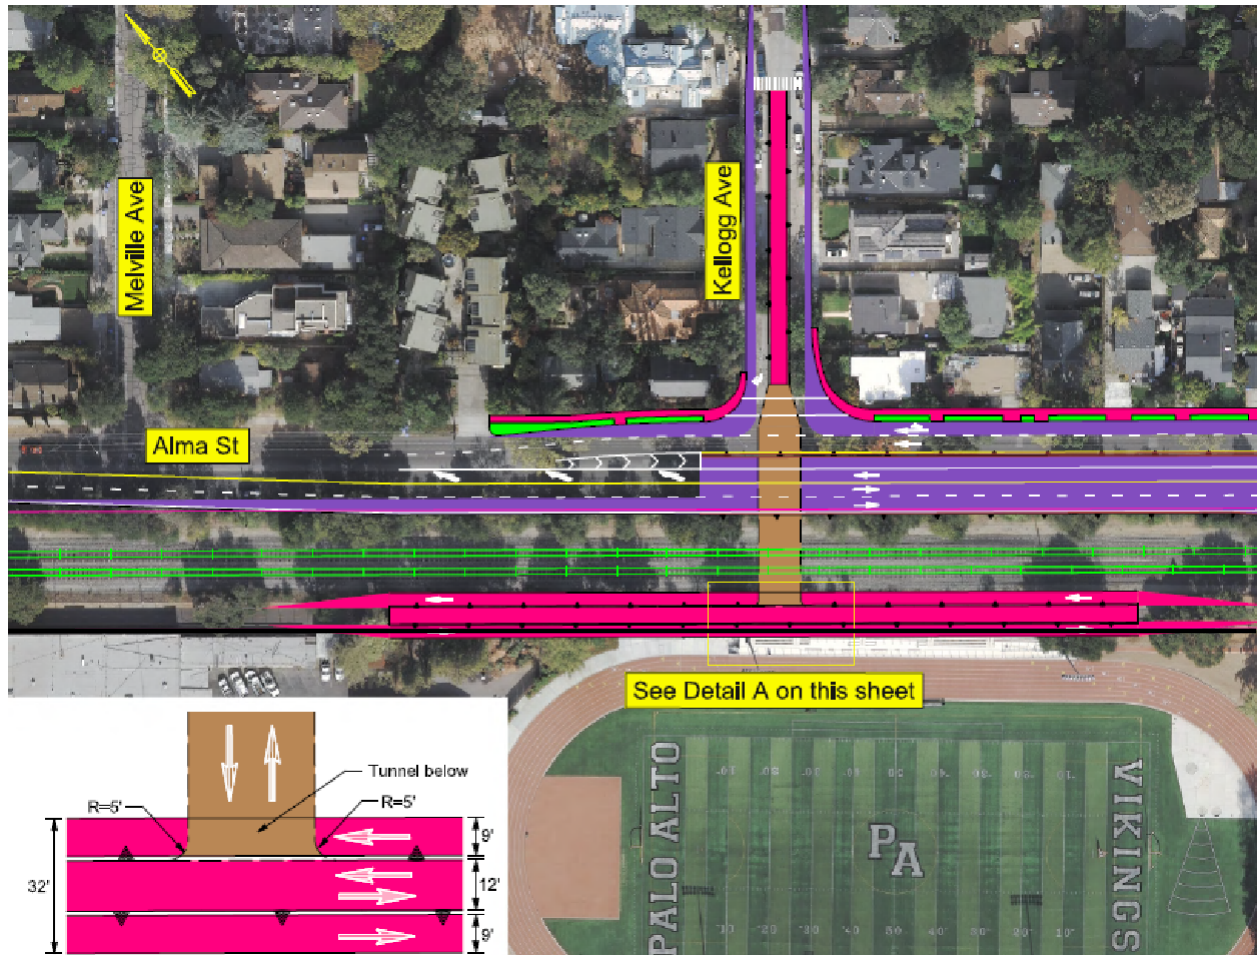 Melville Ave
Kellogg Ave
Alma St
See Detail A on this sheet
Tunnel below
R=5'
R=5'
9'
32'
12'
9'
PALO ALTO
PA
VIKINGS